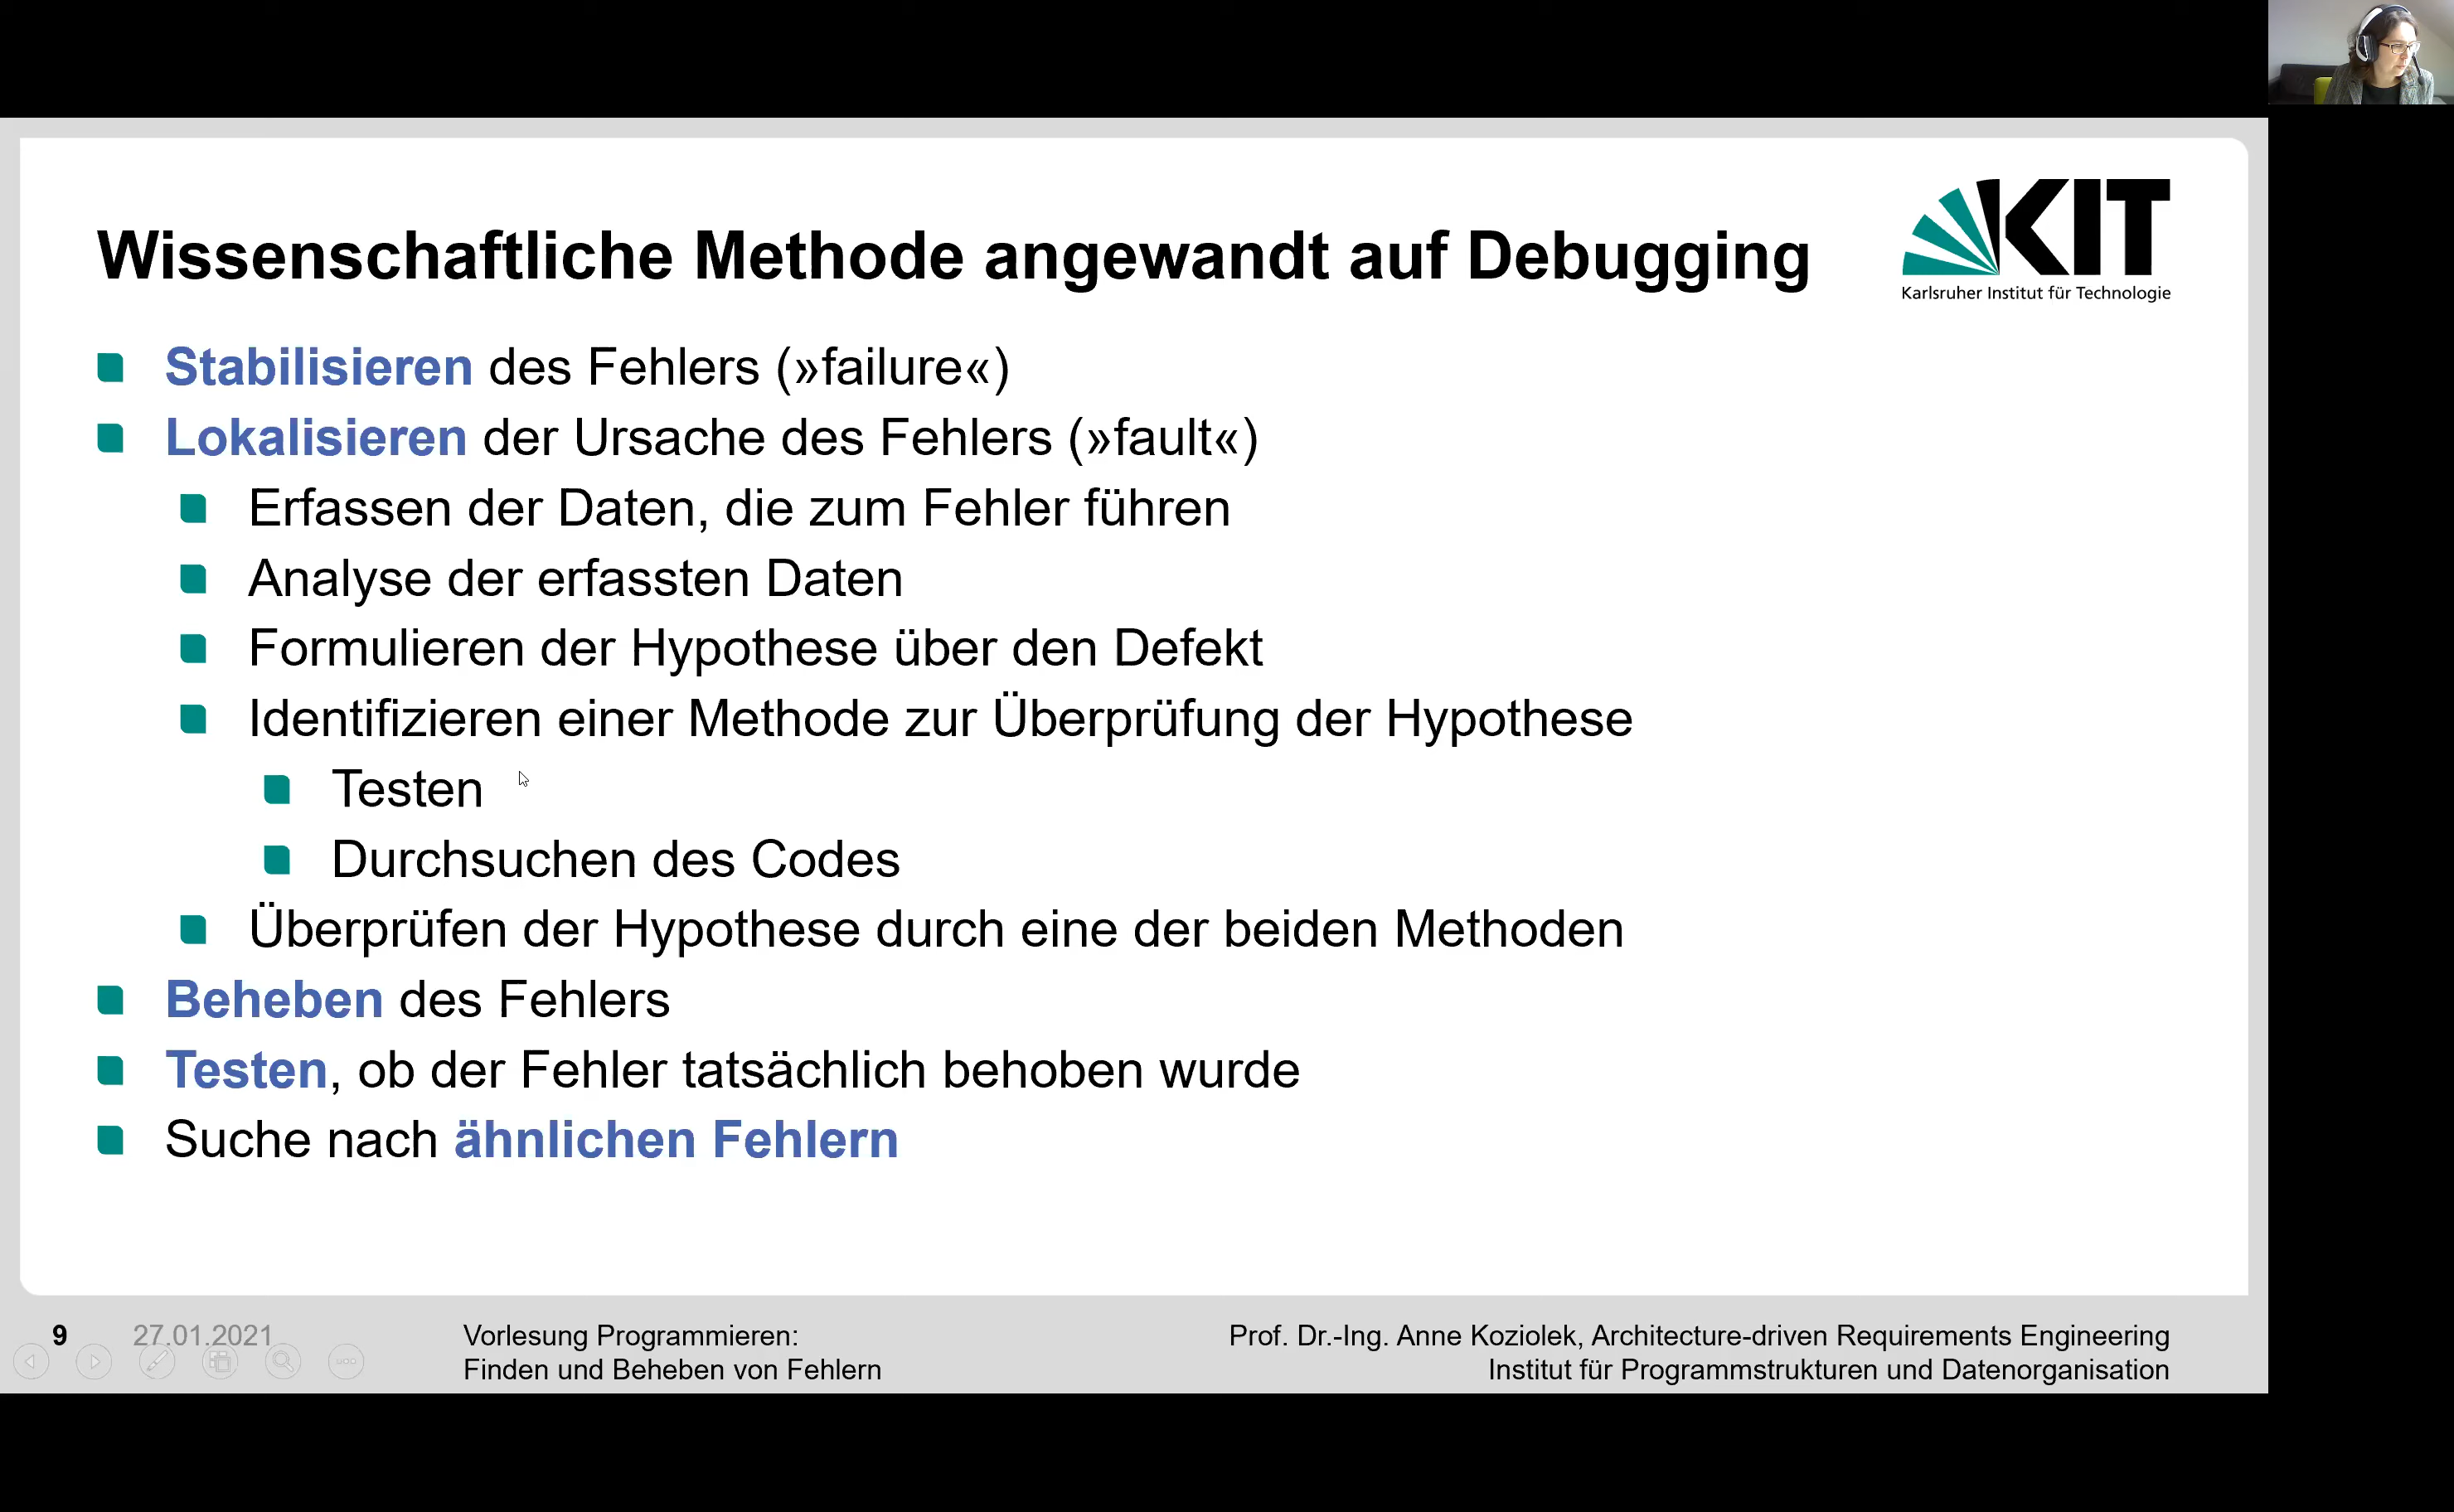 Wissenschaftliche Methode angewandt auf Debugging
KIT
Karlsruher Institut für Technologie
Stabilisieren des Fehlers (»failure«)
Lokalisieren der Ursache des Fehlers (»fault«)
Erfassen der Daten, die zum Fehler führen
Analyse der erfassten Daten
Formulieren der Hypothese über den Defekt
Identifizieren einer Methode zur Überprüfung der Hypothese
Testen
Durchsuchen des Codes
Überprüfen der Hypothese durch eine der beiden Methoden
Beheben des Fehlers
Testen, ob der Fehler tatsächlich behoben wurde
Suche nach ähnlichen Fehlern
9
27.01.2021
Vorlesung Programmieren:
Finden und Beheben von Fehlern
Prof. Dr.-Ing. Anne Koziolek, Architecture-driven Requirements Engineering
Institut für Programmstrukturen und Datenorganisation